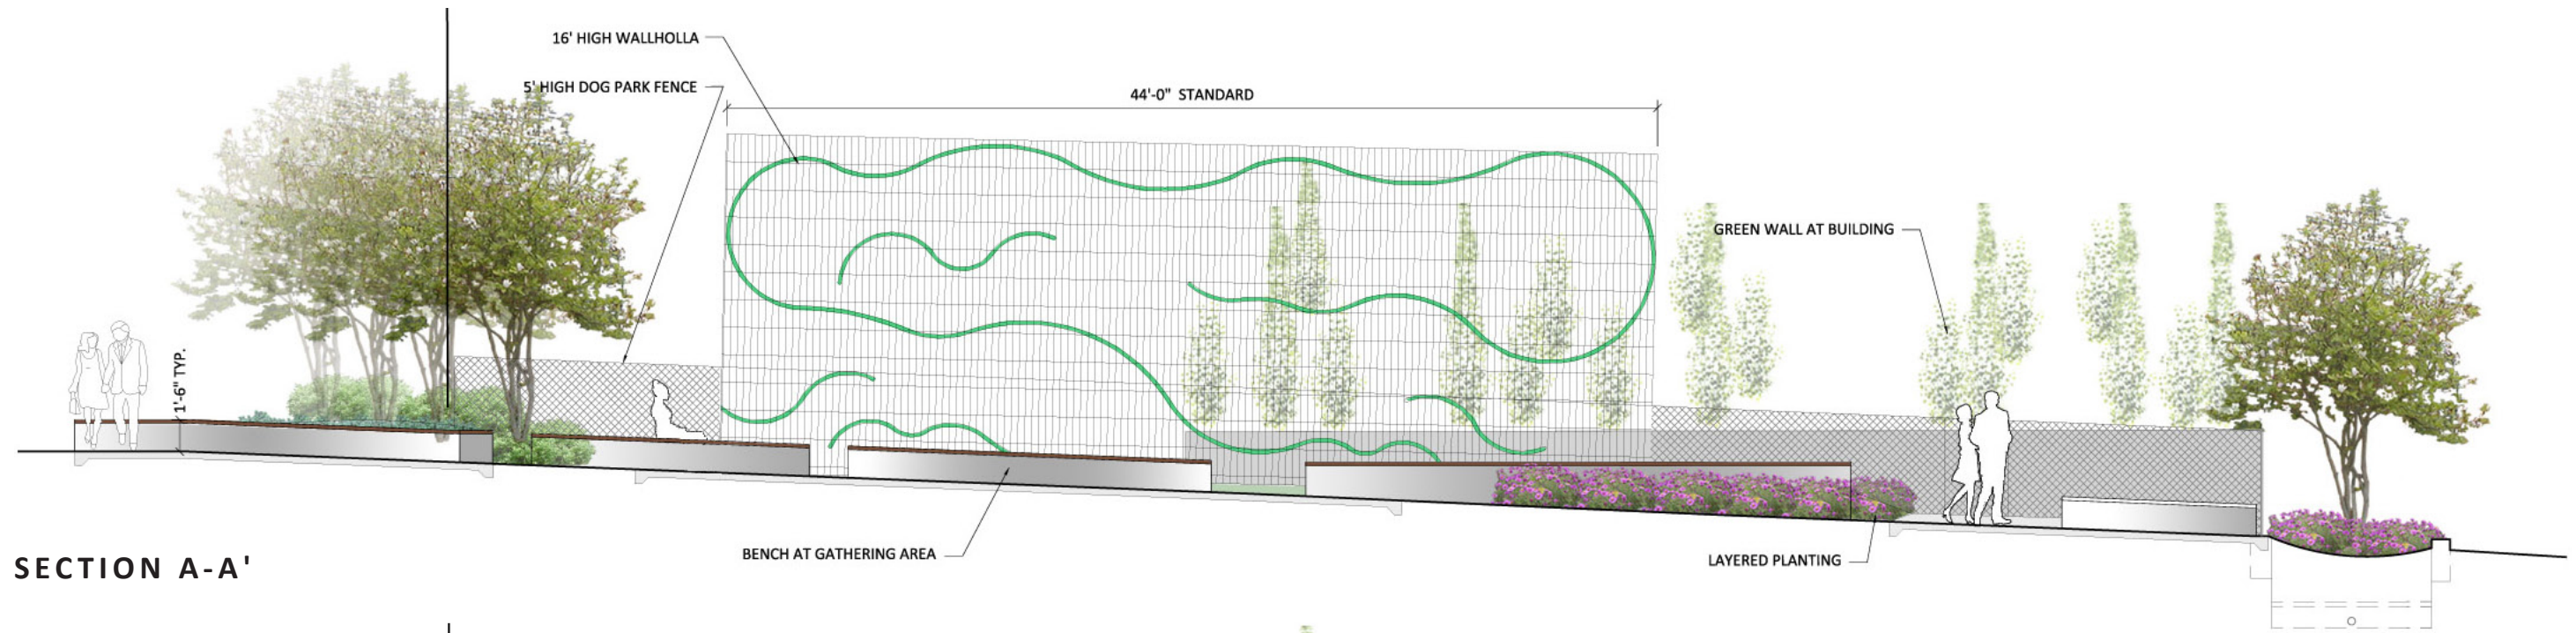 16' HIGH WALLHOLLA
5' HIGH DOG PARK FENCE
44'-0" STANDARD
GREEN WALL AT BUILDING
1'-6" TYP.
BENCH AT GATHERING AREA
LAYERED PLANTING
SECTION A-A'